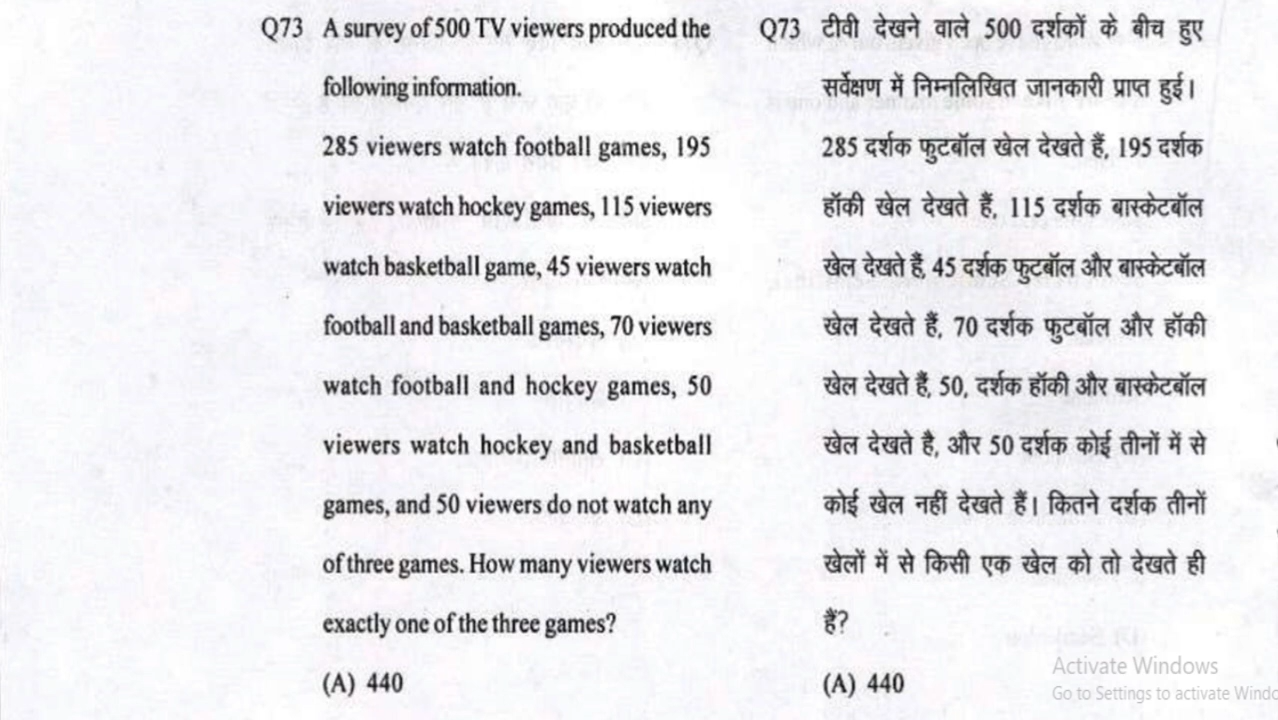 Q73 A survey of 500 TV viewers produced the
following information.
285 viewers watch football games, 195
viewers watch hockey games, 115 viewers
watch basketball game, 45 viewers watch
football and basketball games, 70 viewers
watch football and hockey games, 50
viewers watch hockey and basketball
games, and 50 viewers do not watch any
of three games. How many viewers watch
exactly one of the three games?
(A) 440
Q73 टीवी देखने वाले 500 दर्शकों के बीच हुए
सर्वेक्षण में निम्नलिखित जानकारी प्राप्त हुई।
285 दर्शक फुटबॉल खेल देखते हैं, 195 दर्शक
हॉकी खेल देखते हैं, 115 दर्शक बास्केटबॉल
खेल देखते हैं, 45 दर्शक फुटबॉल और बास्केटबॉल
खेल देखते हैं, 70 दर्शक फुटबॉल और हॉकी
खेल देखते हैं, 50, दर्शक हॉकी और बास्केटबॉल
खेल देखते है, और 50 दर्शक कोई तीनों में से
कोई खेल नहीं देखते हैं। कितने दर्शक तीनों
खेलों में से किसी एक खेल को तो देखते ही
हैं?
(A) 440
Activate Windows
Go to Settings to activate Windo